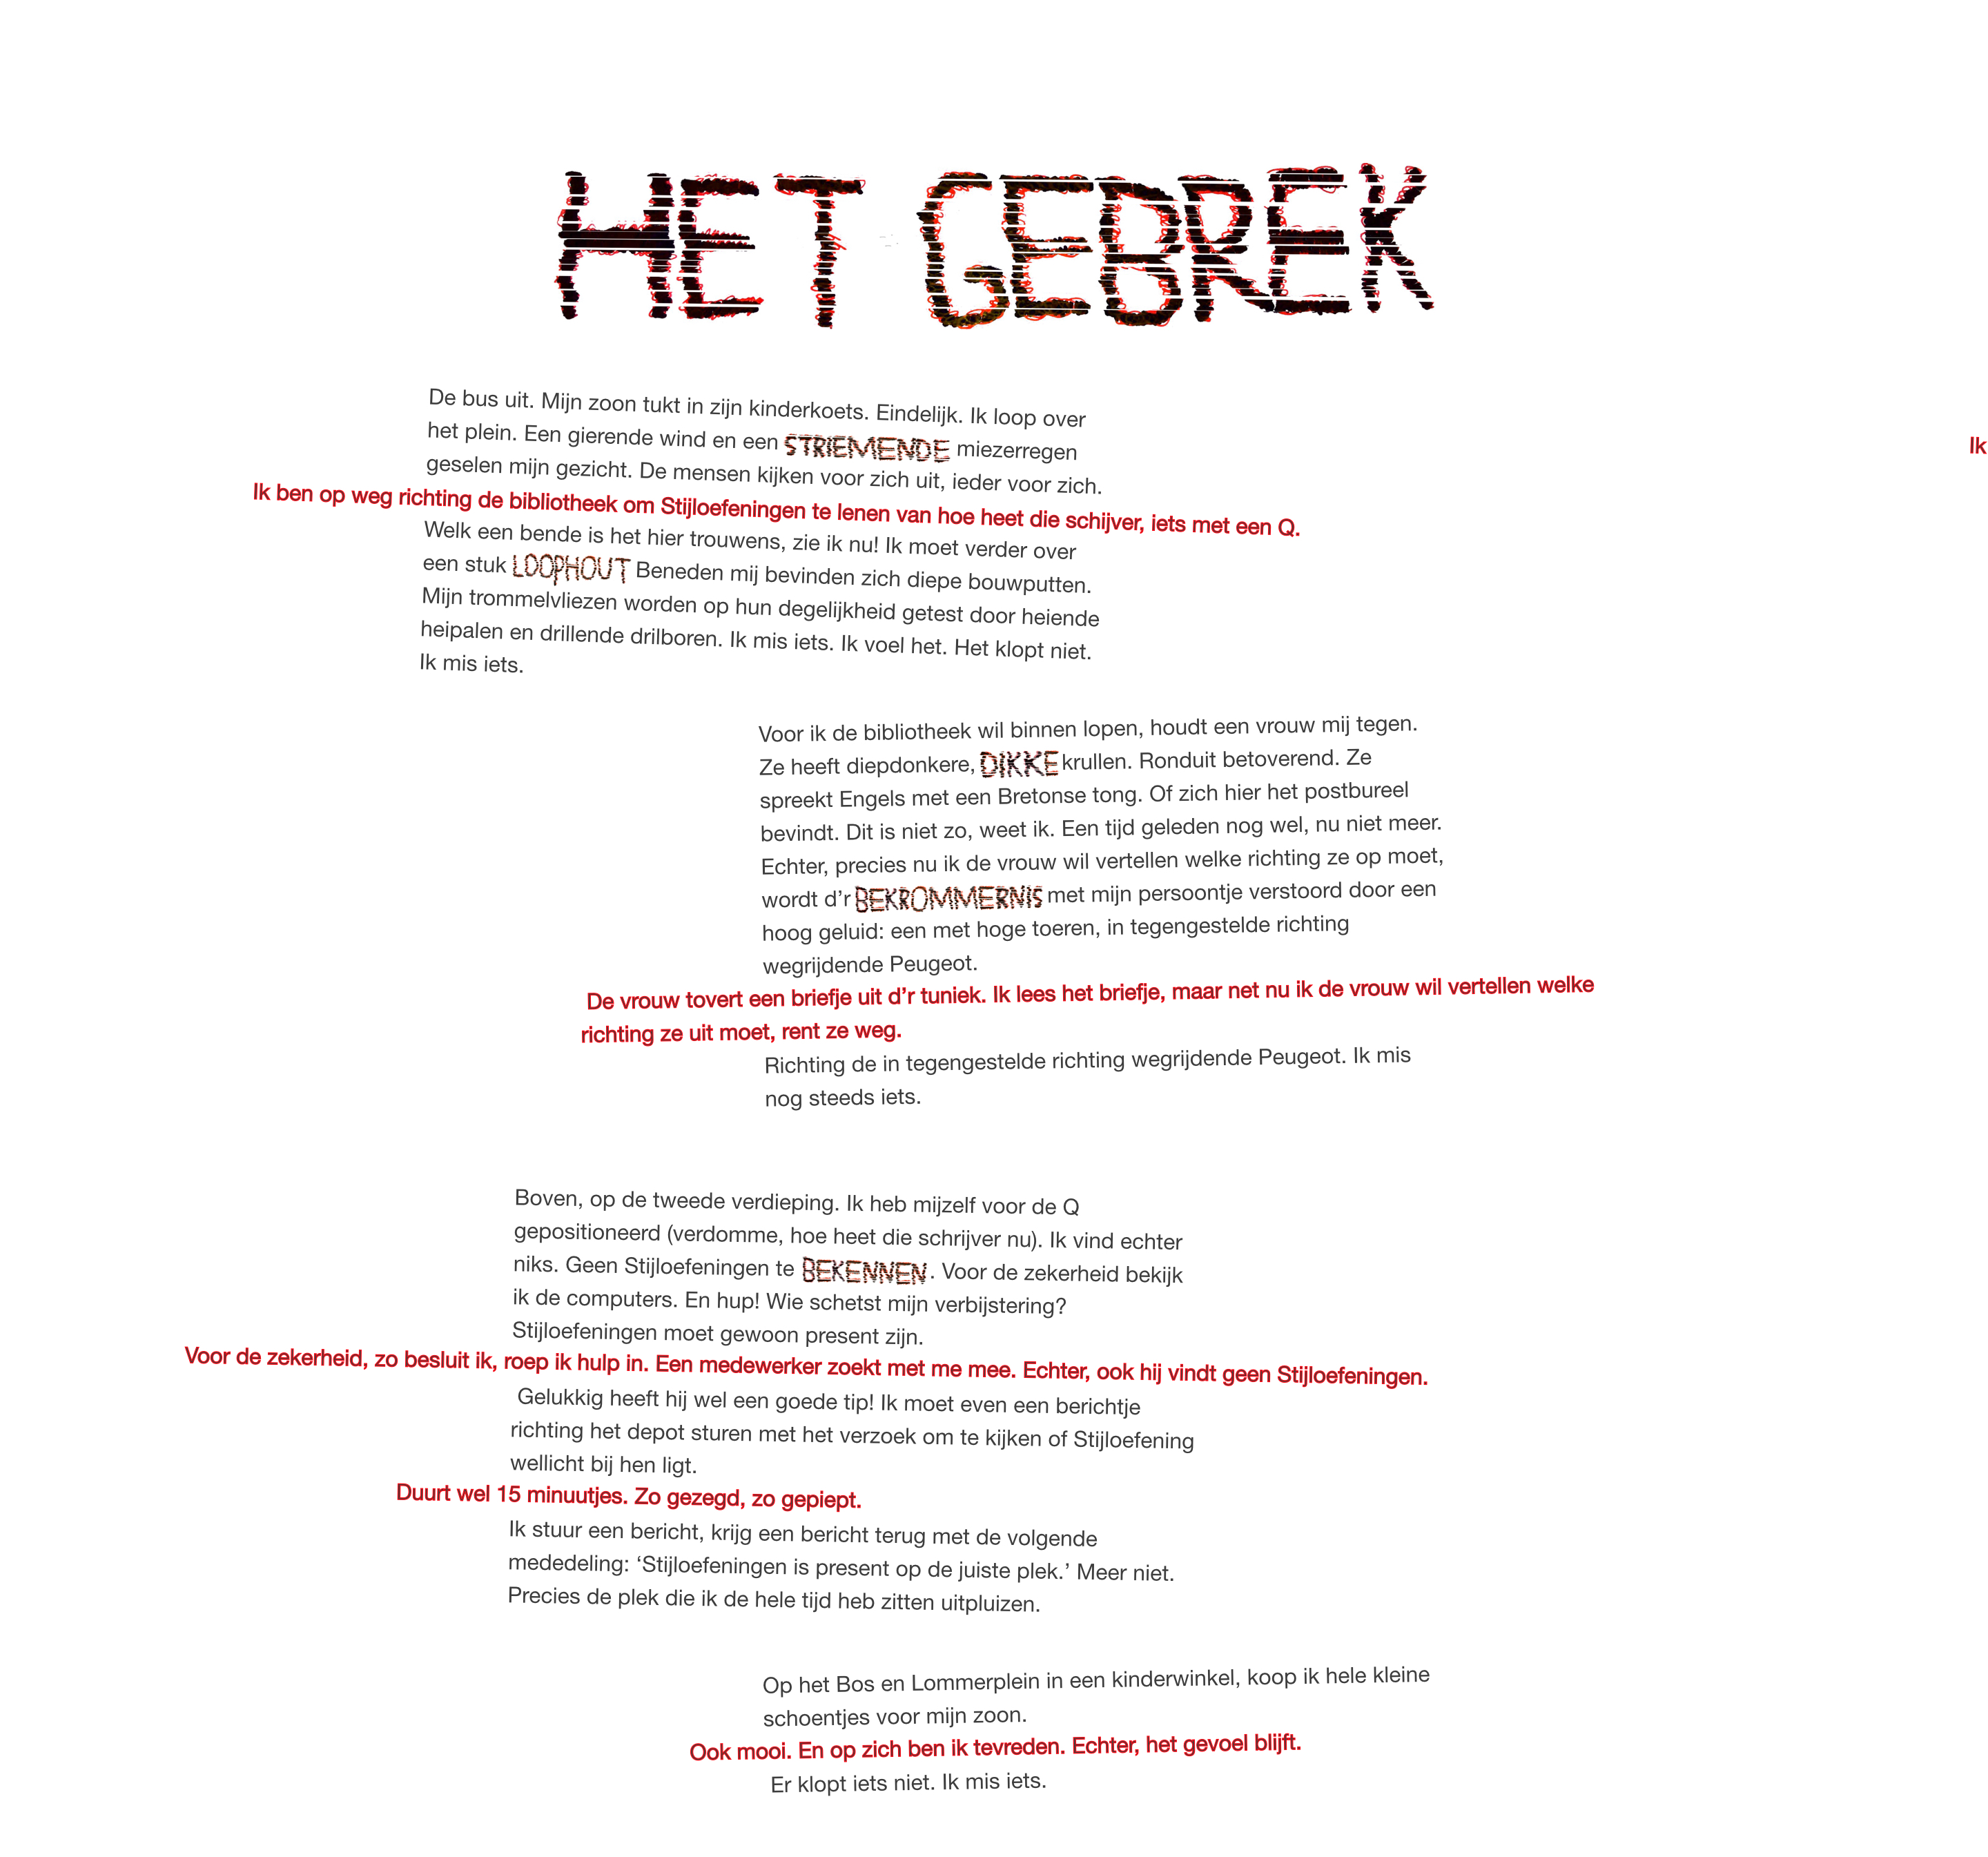 HET GEBREK
De bus uit. Mijn zoon tukt in zijn kinderkoets. Eindelijk. Ik loop over
het plein. Een gierende wind en een STRIEMENDE miezerregen
geselen mijn gezicht. De mensen kijken voor zich uit, ieder voor zich.
Ik ben op weg richting de bibliotheek om Stijloefeningen te lenen van hoe heet die schijver, iets met een Q.
Welk een bende is het hier trouwens, zie ik nu! Ik moet verder over
een stuk LOOPHOUT Beneden mij bevinden zich diepe bouwputten.
Mijn trommelvliezen worden op hun degelijkheid getest door heiende
heipalen en drillende drilboren. Ik mis iets. Ik voel het. Het klopt niet.
Ik mis iets.
Voor ik de bibliotheek wil binnen lopen, houdt een vrouw mij tegen.
Ze heeft diepdonkere, DIKKE krullen. Ronduit betoverend. Ze
spreekt Engels met een Bretonse tong. Of zich hier het postbureel
bevindt. Dit is niet zo, weet ik. Een tijd geleden nog wel, nu niet meer.
Echter, precies nu ik de vrouw wil vertellen welke richting ze op moet,
wordt d’r BEKROMMERNIS met mijn persoontje verstoord door een
hoog geluid: een met hoge toeren, in tegengestelde richting
wegrijdende Peugeot.
De vrouw tovert een briefje uit d’r tuniek. Ik lees het briefje, maar net nu ik de vrouw wil vertellen welke
richting ze uit moet, rent ze weg.
Richting de in tegengestelde richting wegrijdende Peugeot. Ik mis
nog steeds iets.
Boven, op de tweede verdieping. Ik heb mijzelf voor de Q
gepositioneerd (verdomme, hoe heet die schrijver nu). Ik vind echter
niks. Geen Stijloefeningen te BEKENNEN. Voor de zekerheid bekijk
ik de computers. En hup! Wie schetst mijn verbijstering?
Stijloefeningen moet gewoon present zijn.
Voor de zekerheid, zo besluit ik, roep ik hulp in. Een medewerker zoekt met me mee. Echter, ook hij vindt geen Stijloefeningen.
Gelukkig heeft hij wel een goede tip! Ik moet even een berichtje
richting het depot sturen met het verzoek om te kijken of Stijloefening
wellicht bij hen ligt.
Duurt wel 15 minuutjes. Zo gezegd, zo gepiept.
Ik stuur een bericht, krijg een bericht terug met de volgende
mededeling: ‘Stijloefeningen is present op de juiste plek.’ Meer niet.
Precies de plek die ik de hele tijd heb zitten uitpluizen.
Op het Bos en Lommerplein in een kinderwinkel, koop ik hele kleine
schoentjes voor mijn zoon.
Ook mooi. En op zich ben ik tevreden. Echter, het gevoel blijft.
Er klopt iets niet. Ik mis iets.
Ik